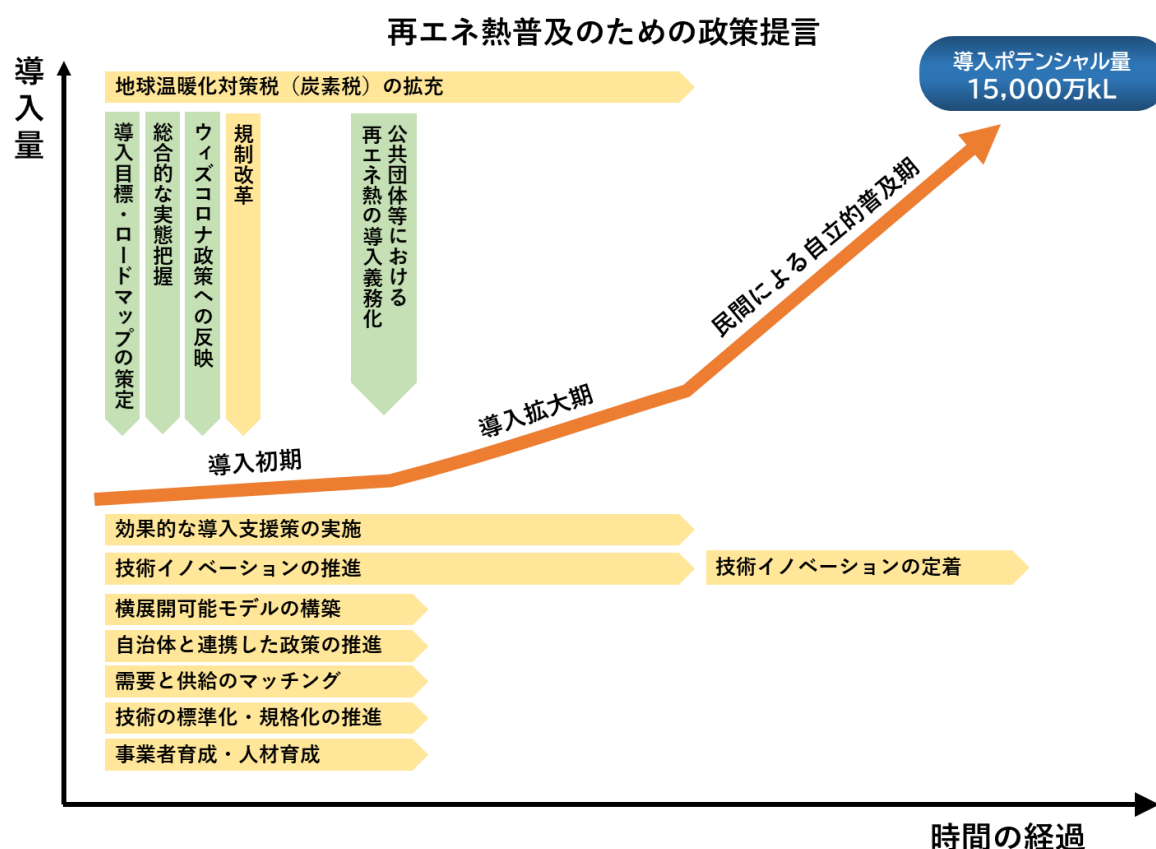 再エネ熱普及のための政策提言
導入量
導入ポテンシャル量
15,000万kL
地球温暖化対策税（炭素税）の拡充
導入目標・ロードマップの策定
総合的な実態把握
ウィズコロナ政策への反映
規制改革
公共団体等における
再エネ熱の導入義務化
民間による自立的普及期
導入拡大期
導入初期
効果的な導入支援策の実施
技術イノベーションの推進
技術イノベーションの定着
横展開可能モデルの構築
自治体と連携した政策の推進
需要と供給のマッチング
技術の標準化・規格化の推進
事業者育成・人材育成
時間の経過